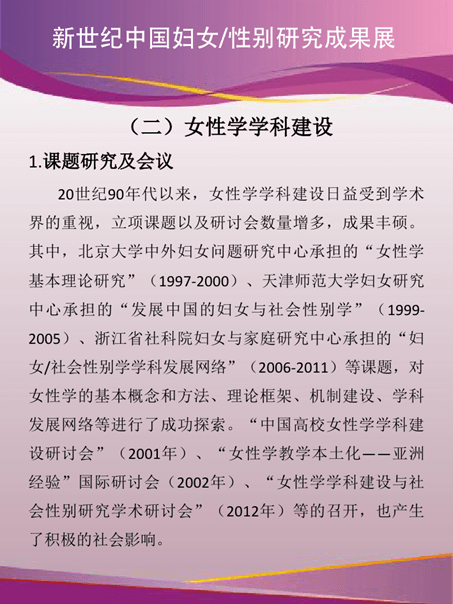 新世纪中国妇女/性别研究成果展
（二）女性学学科建设
1.课题研究及会议
20世纪90年代以来，女性学学科建设日益受到学术
界的重视，立项课题以及研讨会数量增多，成果丰硕。
其中，北京大学中外妇女问题研究中心承担的“女性学
基本理论研究”（1997-2000）、天津师范大学妇女研究
中心承担的“发展中国的妇女与社会性别学”（1999-
2005）、浙江省社科院妇女与家庭研究中心承担的“妇
女/社会性别学学科发展网络”（2006-2011）等课题，对
女性学的基本概念和方法、理论框架、机制建设、学科
发展网络等进行了成功探索。“中国高校女性学学科建
设研讨会”（2001年）、“女性学教学本土化——亚洲
经验”国际研讨会（2002年）、“女性学学科建设与社
会性别研究学术研讨会”（2012年）等的召开，也产生
了积极的社会影响。